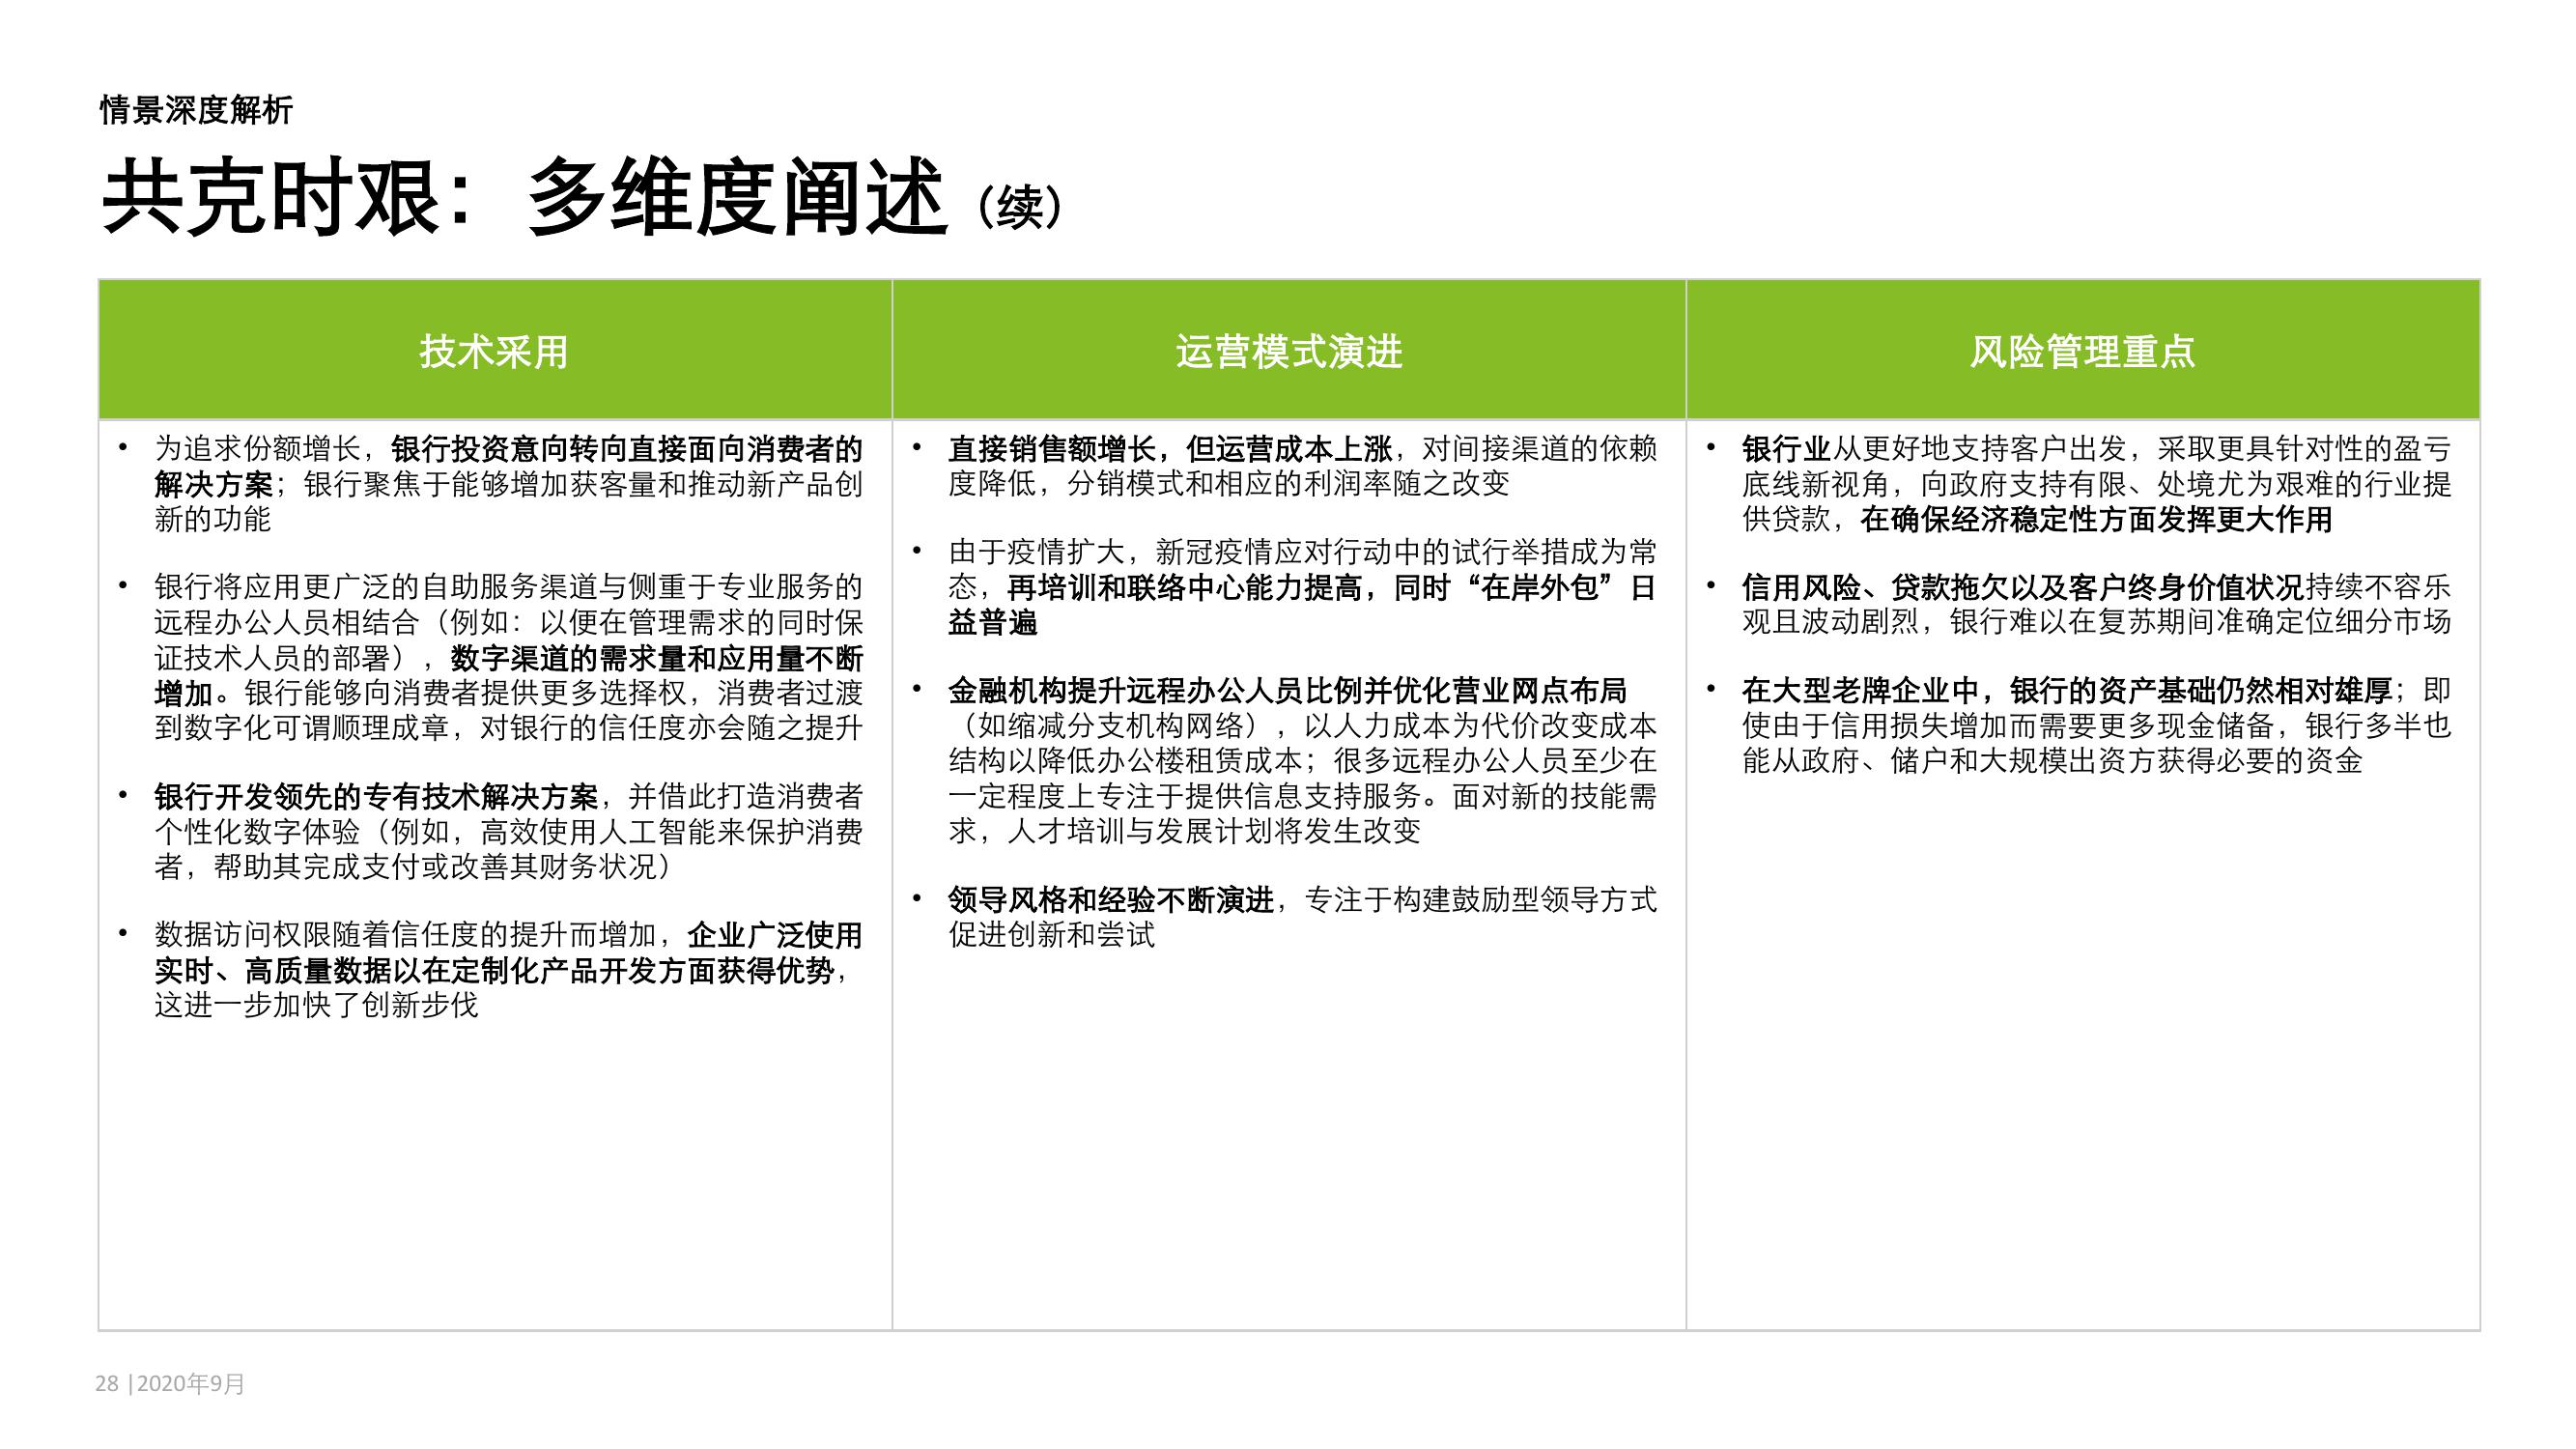 情景深度解析
共克时艰：多维度阐述（续）
技术采用
• 为追求份额增长，银行投资意向转向直接面向消费者的
解决方案；银行聚焦于能够增加获客量和推动新产品创
新的功能
• 银行将应用更广泛的自助服务渠道与侧重于专业服务的
远程办公人员相结合（例如：以便在管理需求的同时保
证技术人员的部署），数字渠道的需求量和应用量不断
增加。银行能够向消费者提供更多选择权，消费者过渡
到数字化可谓顺理成章，对银行的信任度亦会随之提升
• 银行开发领先的专有技术解决方案，并借此打造消费者
个性化数字体验（例如，高效使用人工智能来保护消费
者，帮助其完成支付或改善其财务状况）
• 数据访问权限随着信任度的提升而增加，企业广泛使用
实时、高质量数据以在定制化产品开发方面获得优势，
这进一步加快了创新步伐
运营模式演进
• 直接销售额增长，但运营成本上涨，对间接渠道的依赖
度降低，分销模式和相应的利润率随之改变
• 由于疫情扩大，新冠疫情应对行动中的试行举措成为常
态，再培训和联络中心能力提高，同时“在岸外包”日
益普遍
• 金融机构提升远程办公人员比例并优化营业网点布局
（如缩减分支机构网络），以人力成本为代价改变成本
结构以降低办公楼租赁成本；很多远程办公人员至少在
一定程度上专注于提供信息支持服务。面对新的技能需
求，人才培训与发展计划将发生改变
• 领导风格和经验不断演进，专注于构建鼓励型领导方式
促进创新和尝试
风险管理重点
• 银行业从更好地支持客户出发，采取更具针对性的盈亏
底线新视角，向政府支持有限、处境尤为艰难的行业提
供贷款，在确保经济稳定性方面发挥更大作用
• 信用风险、贷款拖欠以及客户终身价值状况持续不容乐
观且波动剧烈，银行难以在复苏期间准确定位细分市场
• 在大型老牌企业中，银行的资产基础仍然相对雄厚；即
使由于信用损失增加而需要更多现金储备，银行多半也
能从政府、储户和大规模出资方获得必要的资金
28 |2020年9月